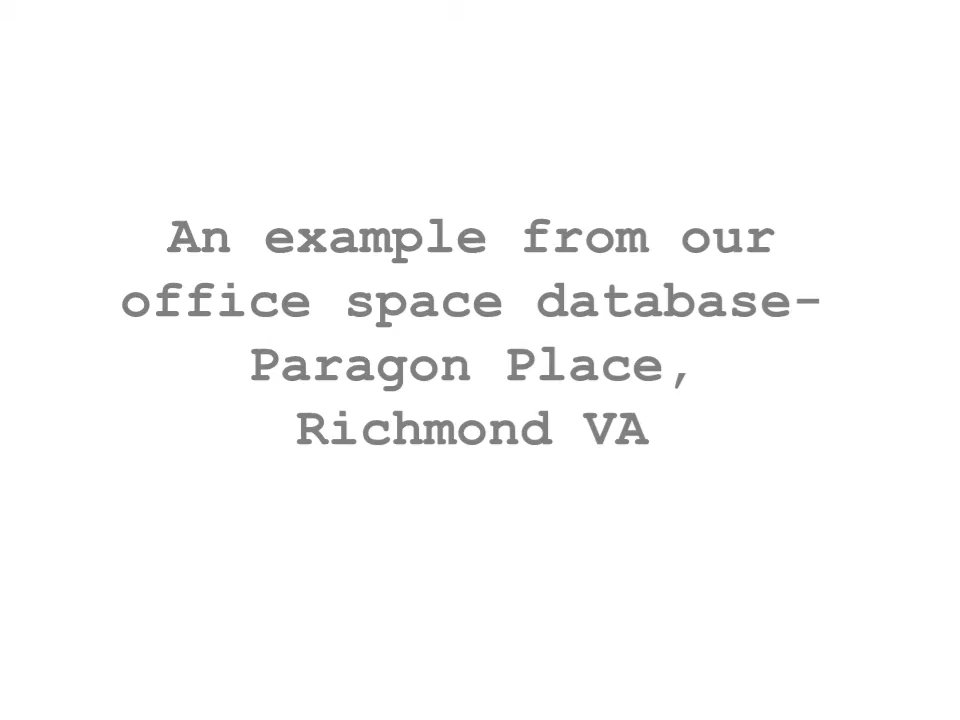 An example from our
office space database-
Paragon Place,
Richmond VA